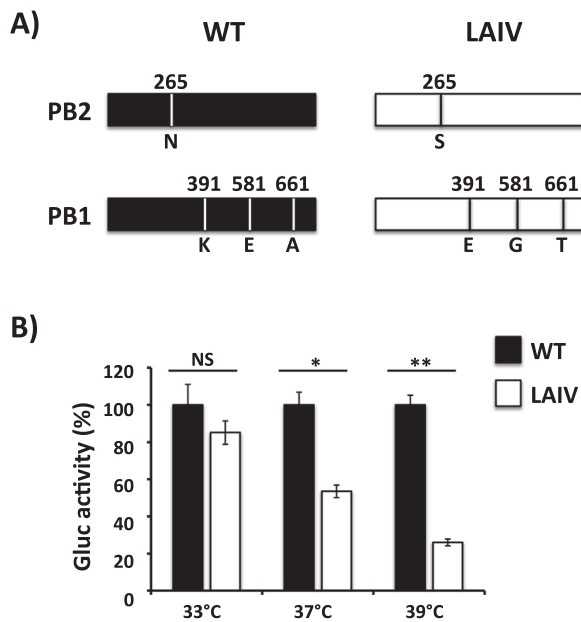 A)
WT LAIV
265 265
PB2
N S
391 581 661 391 581 661
PB1
K E A E G T
B)
WT
LAIV
NS * **
120
100
80
60
40
20
0
Gluc activity (%)
33°C 37°C 39°C